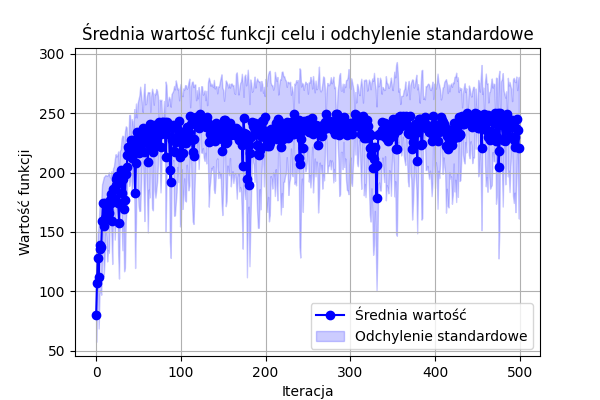 Średnia wartość funkcji celu i odchylenie standardowe
300
250
200
150
100
50
Wartość funkcji
0
100
200
300
400
500
Iteracja
Średnia wartość
Odchylenie standardowe